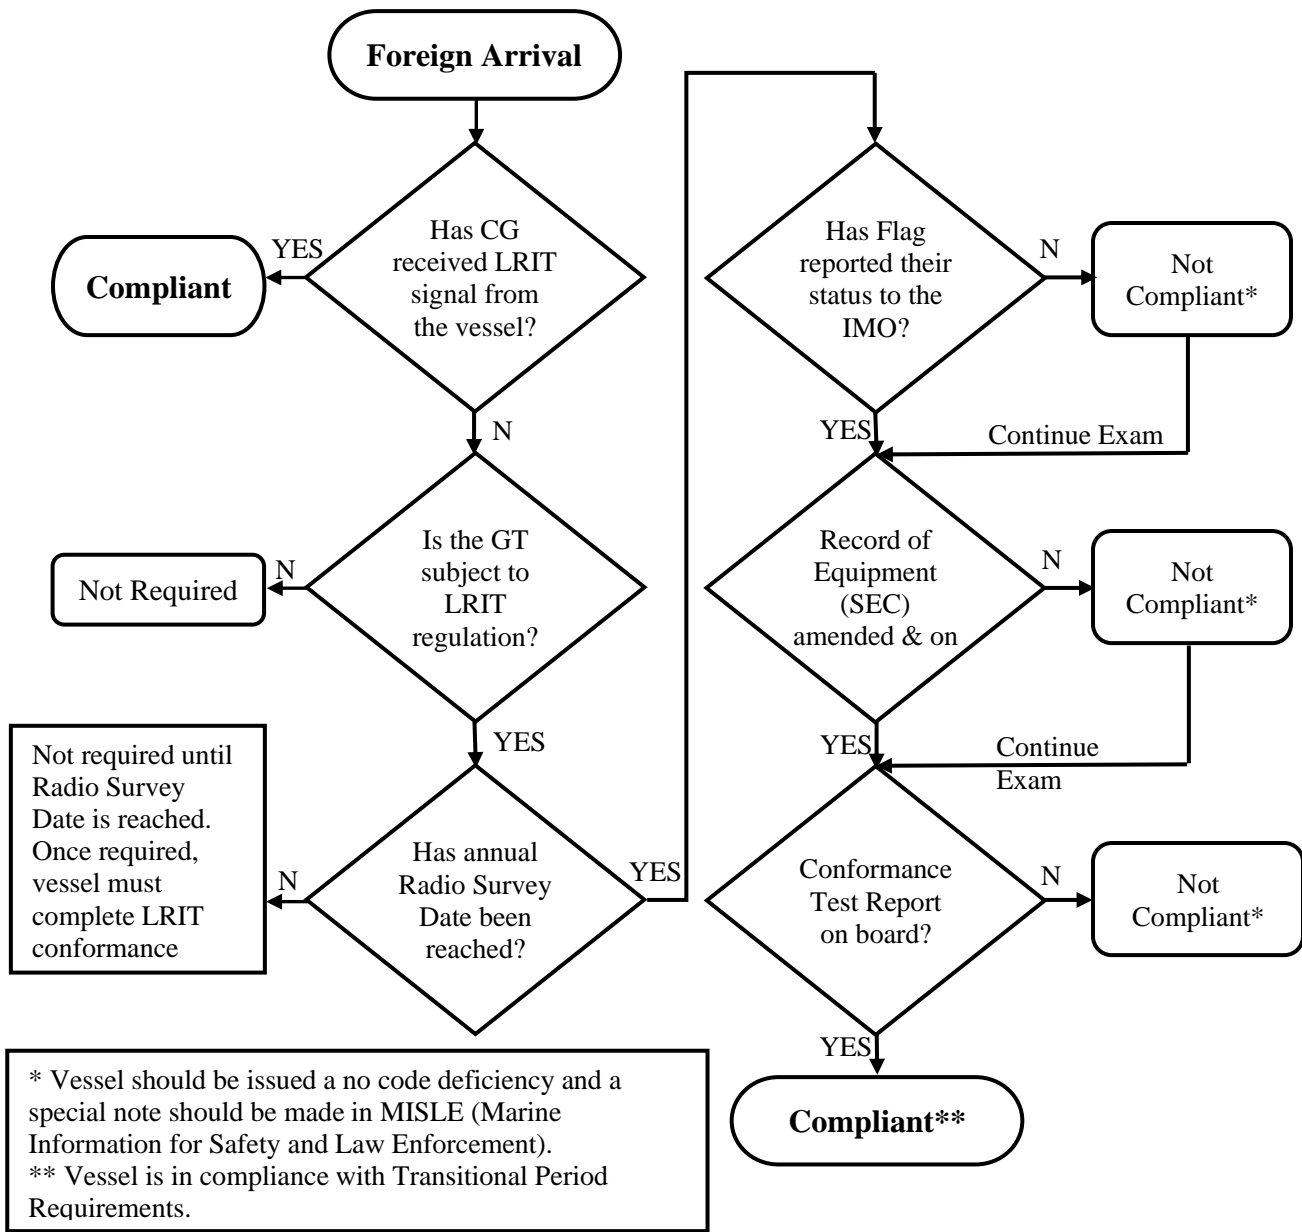 Foreign Arrival
Has CG
received LRIT
signal from
the vessel?
YES
Compliant
N
Is the GT
subject to
LRIT
regulation?
N
Not Required
YES
Has annual
Radio Survey
Date been
reached?
N
Not required until
Radio Survey
Date is reached.
Once required,
vessel must
complete LRIT
conformance
YES
Has Flag
reported their
status to the
IMO?
N
Not
Compliant*
YES
Continue Exam
Record of
Equipment
(SEC)
amended & on
N
Not
Compliant*
YES
Continue
Exam
Conformance
Test Report
on board?
N
Not
Compliant*
YES
Compliant**
* Vessel should be issued a no code deficiency and a
special note should be made in MISLE (Marine
Information for Safety and Law Enforcement).
** Vessel is in compliance with Transitional Period
Requirements.